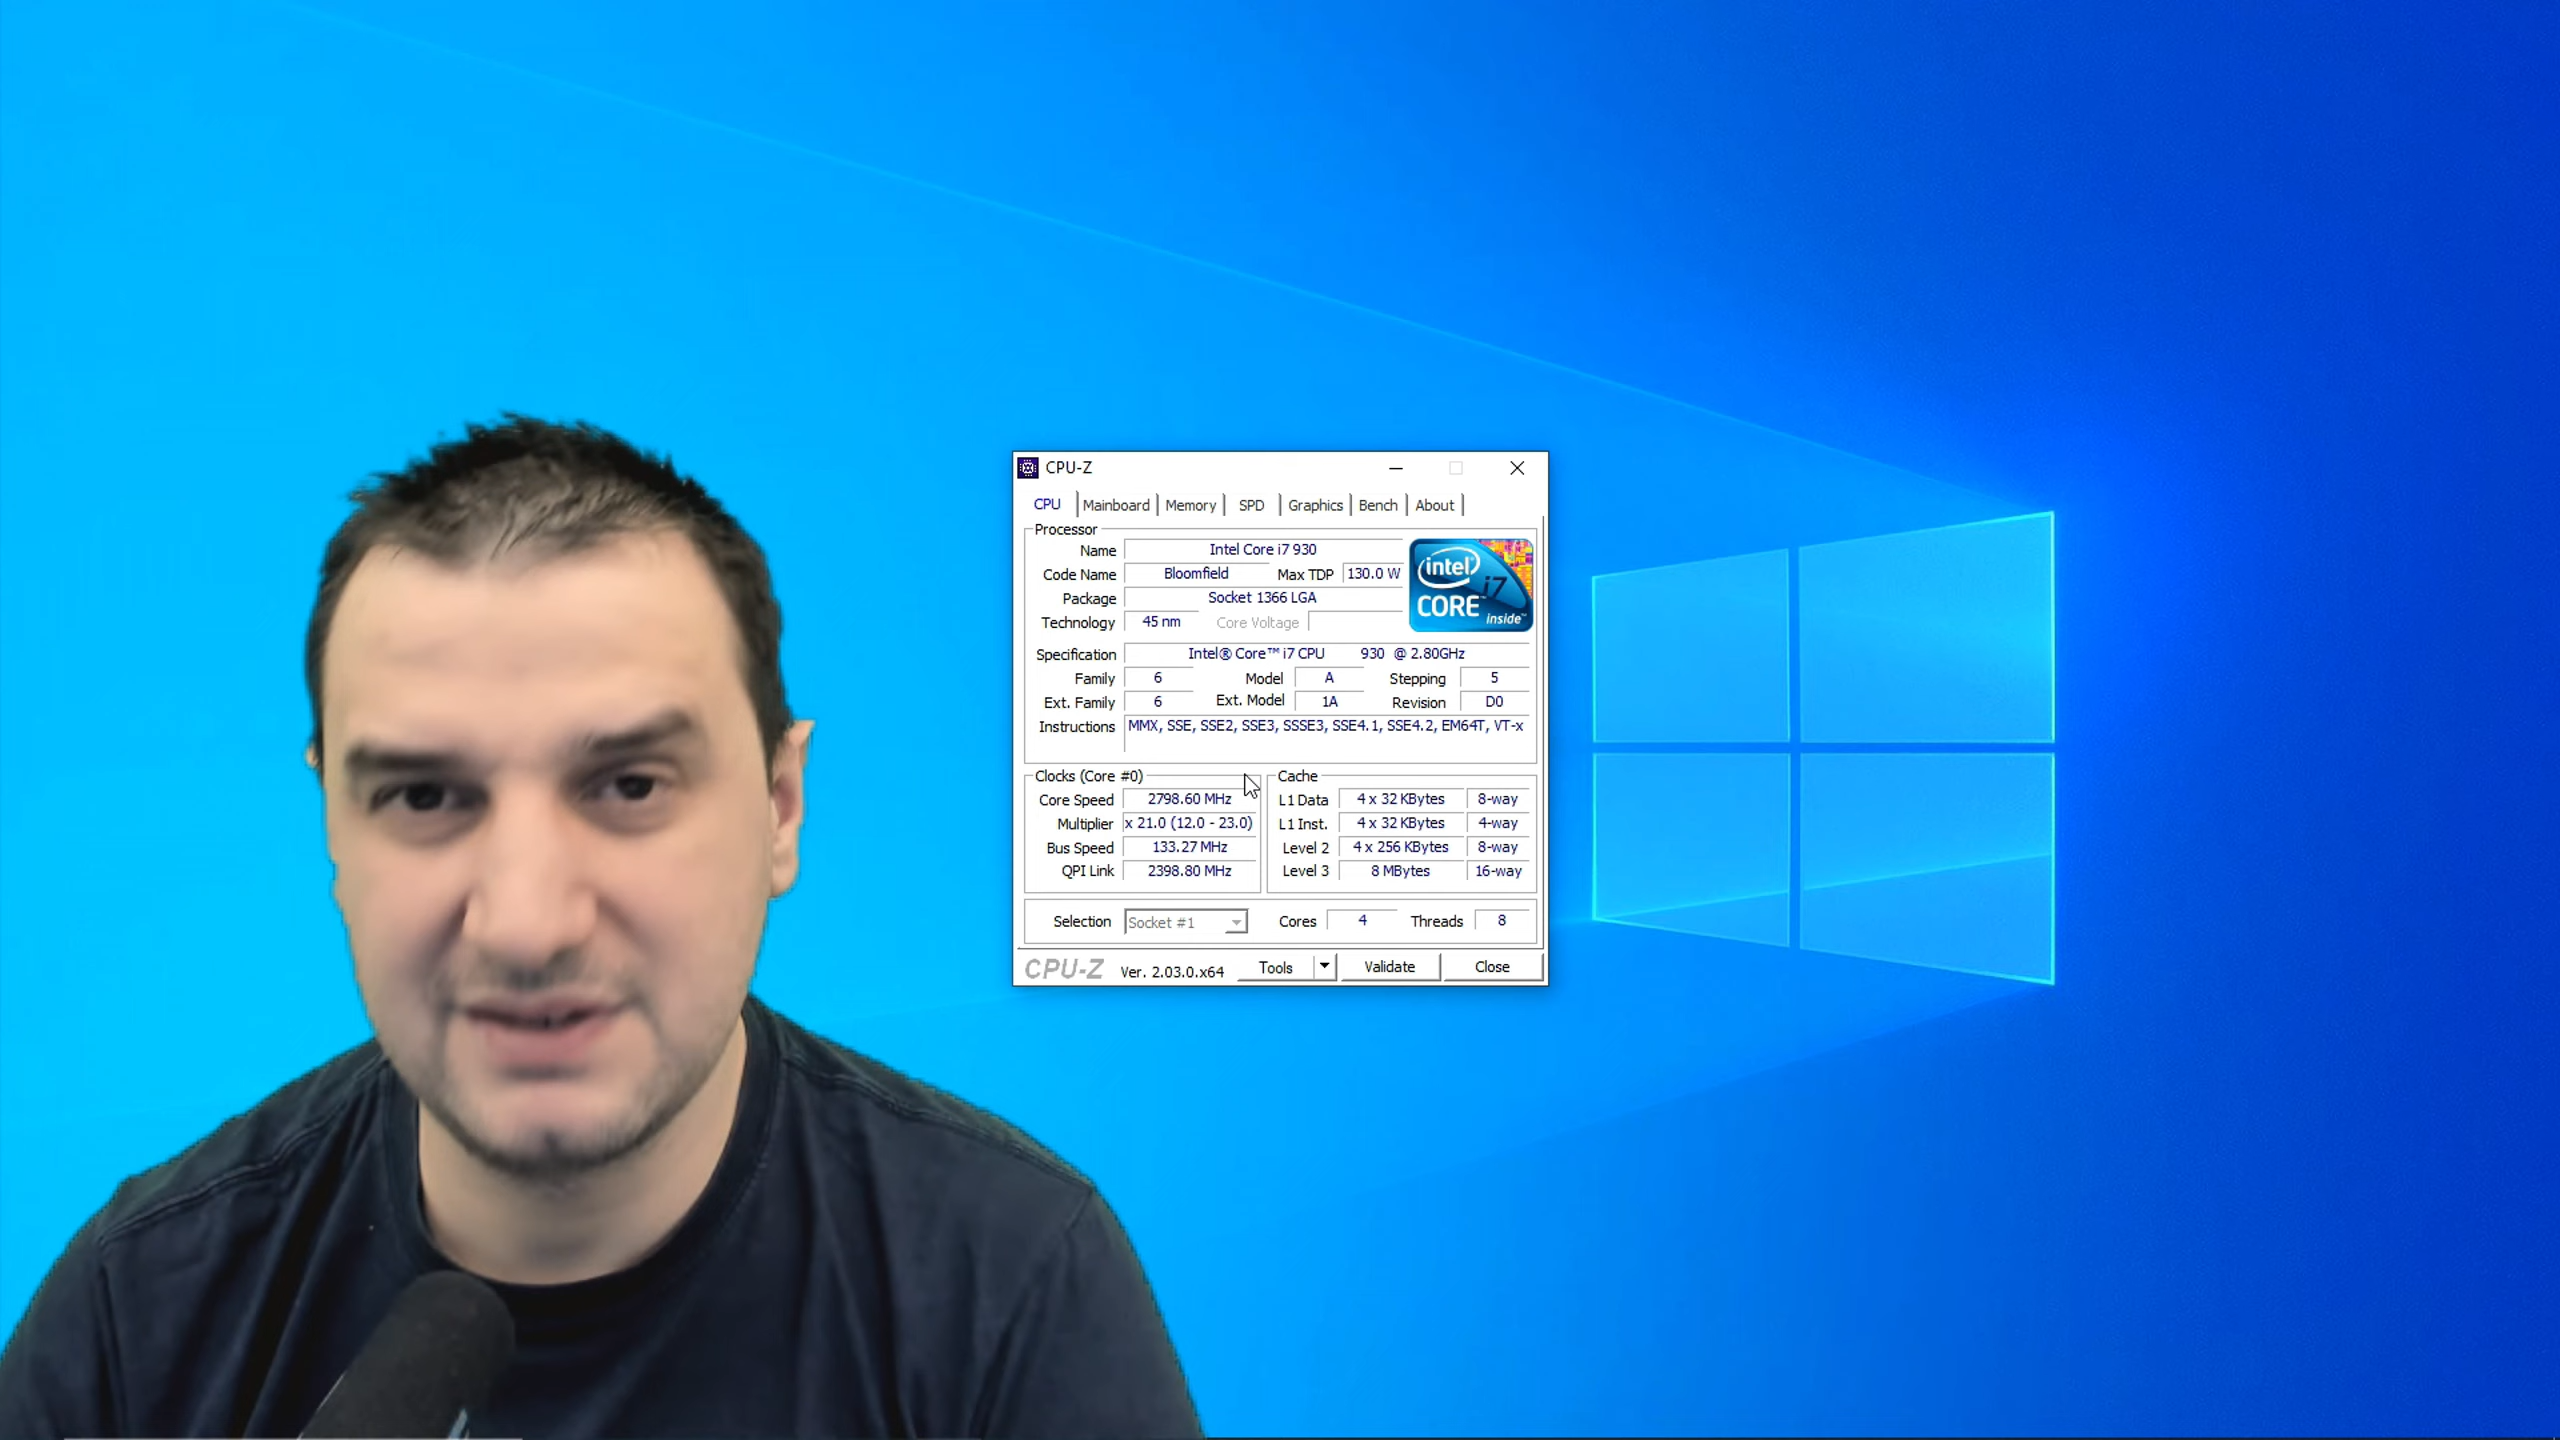 CPU-Z
CPU Mainboard Memory SPD Graphics Bench About
Processor
Name Intel Core i7 930
Code Name Bloomfield Max TDP 130.0 W
Package Socket 1366 LGA
Technology 45 nm Core Voltage
intel
i7
CORE™
inside™
Specification Intel® Core™ i7 CPU 930 @ 2.80GHz
Family 6 Model A Stepping 5
Ext. Family 6 Ext. Model 1A Revision D0
Instructions MMX, SSE, SSE2, SSE3, SSSE3, SSE4.1, SSE4.2, EM64T, VT-x
Clocks (Core #0)
Core Speed 2798.60 MHz
Multiplier x 21.0 (12.0 - 23.0)
Bus Speed 133.27 MHz
QPI Link 2398.80 MHz
Cache
L1 Data 4 x 32 KBytes 8-way
L1 Inst. 4 x 32 KBytes 4-way
Level 2 4 x 256 KBytes 8-way
Level 3 8 MBytes 16-way
Selection Socket #1 Cores 4 Threads 8
CPU-Z Ver. 2.03.0.x64 Tools Validate Close